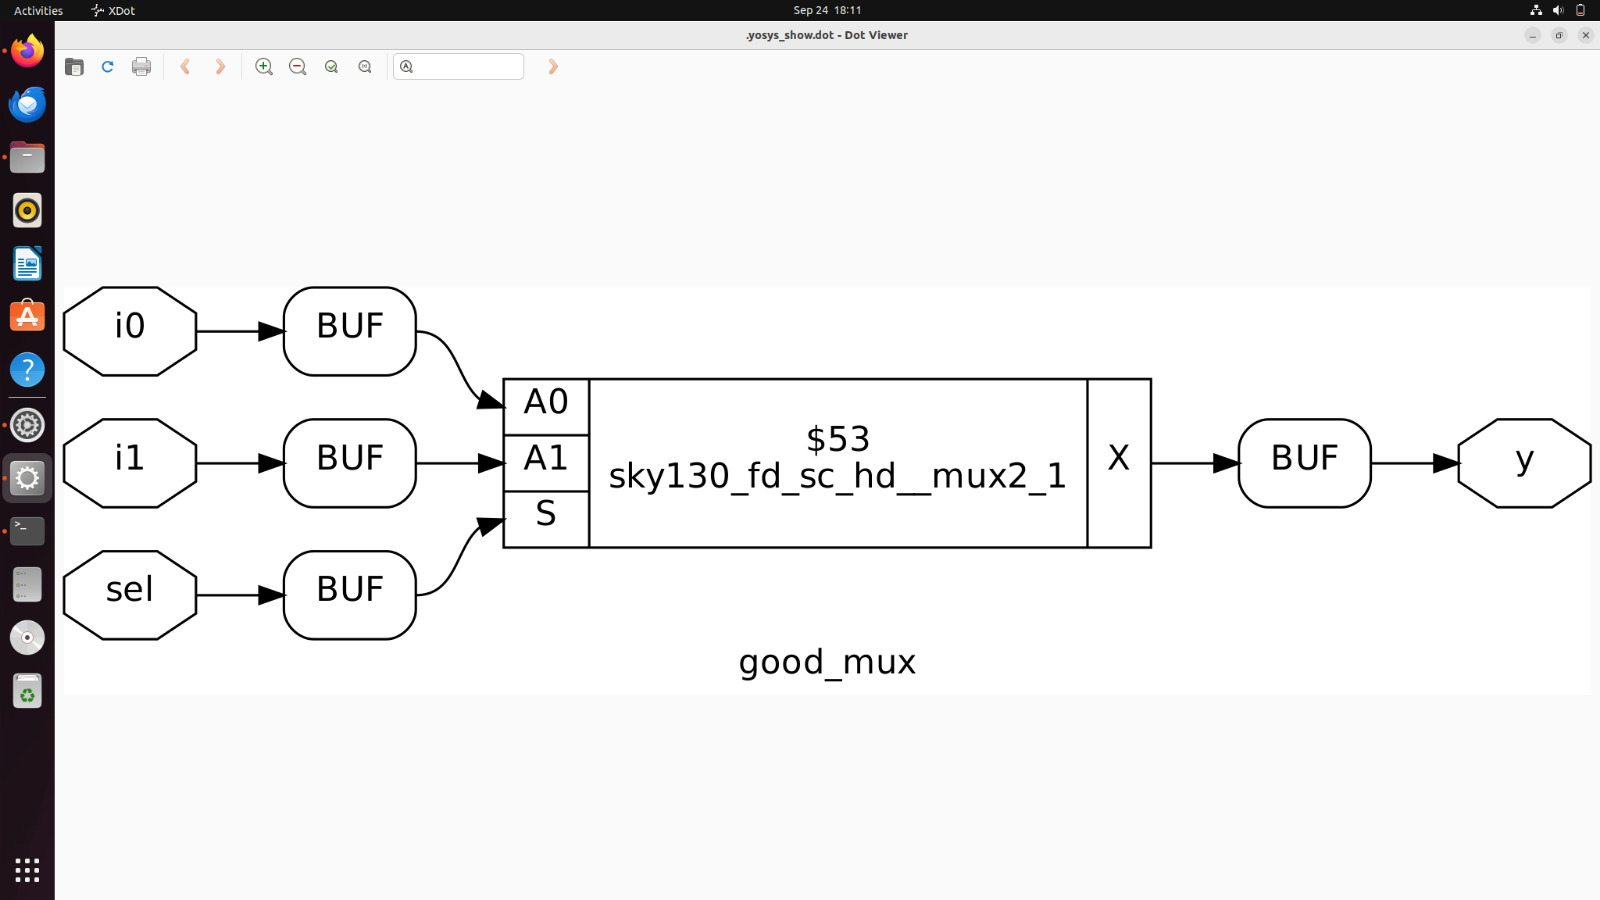 Activities XDot Sep 24 18:11
.yosys_show.dot - Dot Viewer
i0 BUF
A0
i1 BUF A1 $53 X BUF y
sky130_fd_sc_hd__mux2_1
S
sel BUF
good_mux